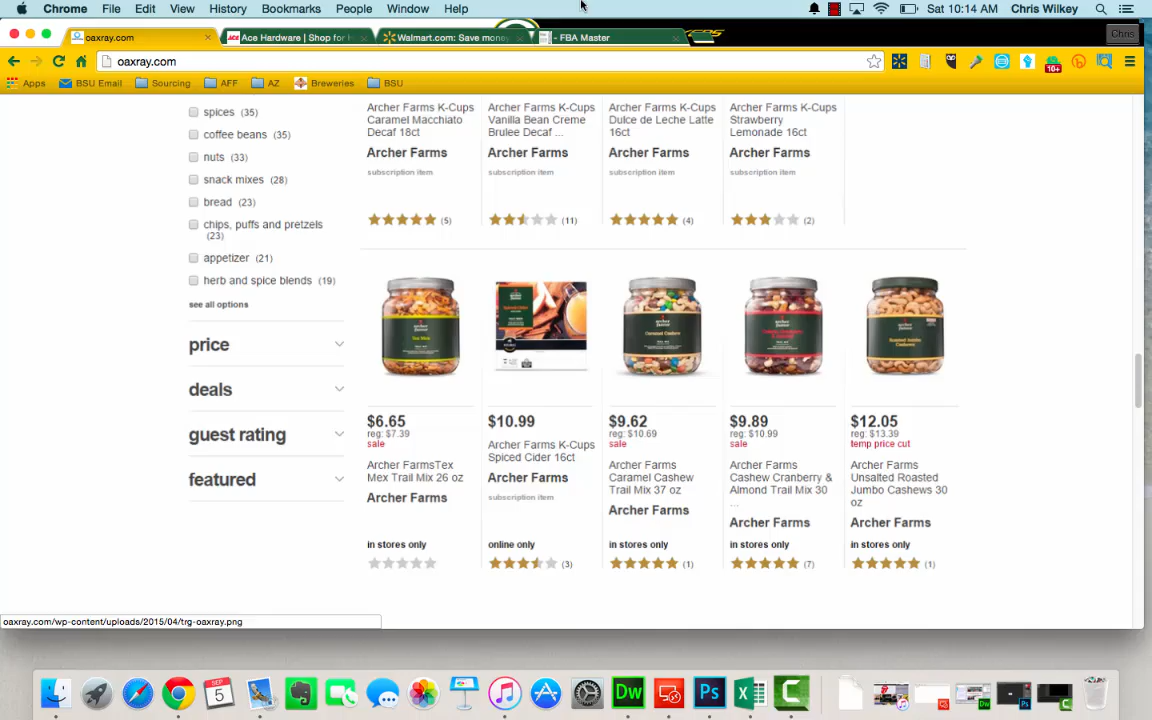 Chrome File Edit View History Bookmarks People Window Help Sat 10:14 AM Chris Wilkey
oaxray.com Ace Hardware | Shop for H Walmart.com: Save money - FBA Master Chris
oaxray.com 10+
Apps BSU Email Sourcing AFF AZ Breweries BSU
spices (35)
coffee beans (35)
nuts (33)
snack mixes (28)
bread (23)
chips, puffs and pretzels
(23)
appetizer (21)
herb and spice blends (19)
see all options
price
deals
guest rating
featured
Archer Farms K-Cups
Caramel Macchiato
Decaf 18ct
Archer Farms
subscription item
(5)
Archer Farms K-Cups
Vanilla Bean Creme
Brulee Decaf ...
Archer Farms
subscription item
(11)
Archer Farms K-Cups
Dulce de Leche Latte
16ct
Archer Farms
subscription item
(4)
Archer Farms K-Cups
Strawberry
Lemonade 16ct
Archer Farms
subscription item
(2)
$6.65
reg: $7.39
sale
Archer FarmsTex
Mex Trail Mix 26 oz
Archer Farms
in stores only
$10.99
Archer Farms K-Cups
Spiced Cider 16ct
Archer Farms
subscription item
online only
(3)
$9.62
reg: $10.69
sale
Archer Farms
Caramel Cashew
Trail Mix 37 oz
Archer Farms
in stores only
(1)
$9.89
reg: $10.99
sale
Archer Farms
Cashew Cranberry &
Almond Trail Mix 30
...
Archer Farms
in stores only
(7)
$12.05
reg: $13.39
temp price cut
Archer Farms
Unsalted Roasted
Jumbo Cashews 30
oz
Archer Farms
in stores only
(1)
oaxray.com/wp-content/uploads/2015/04/trg-oaxray.png
SEP
5
Dw
Ps